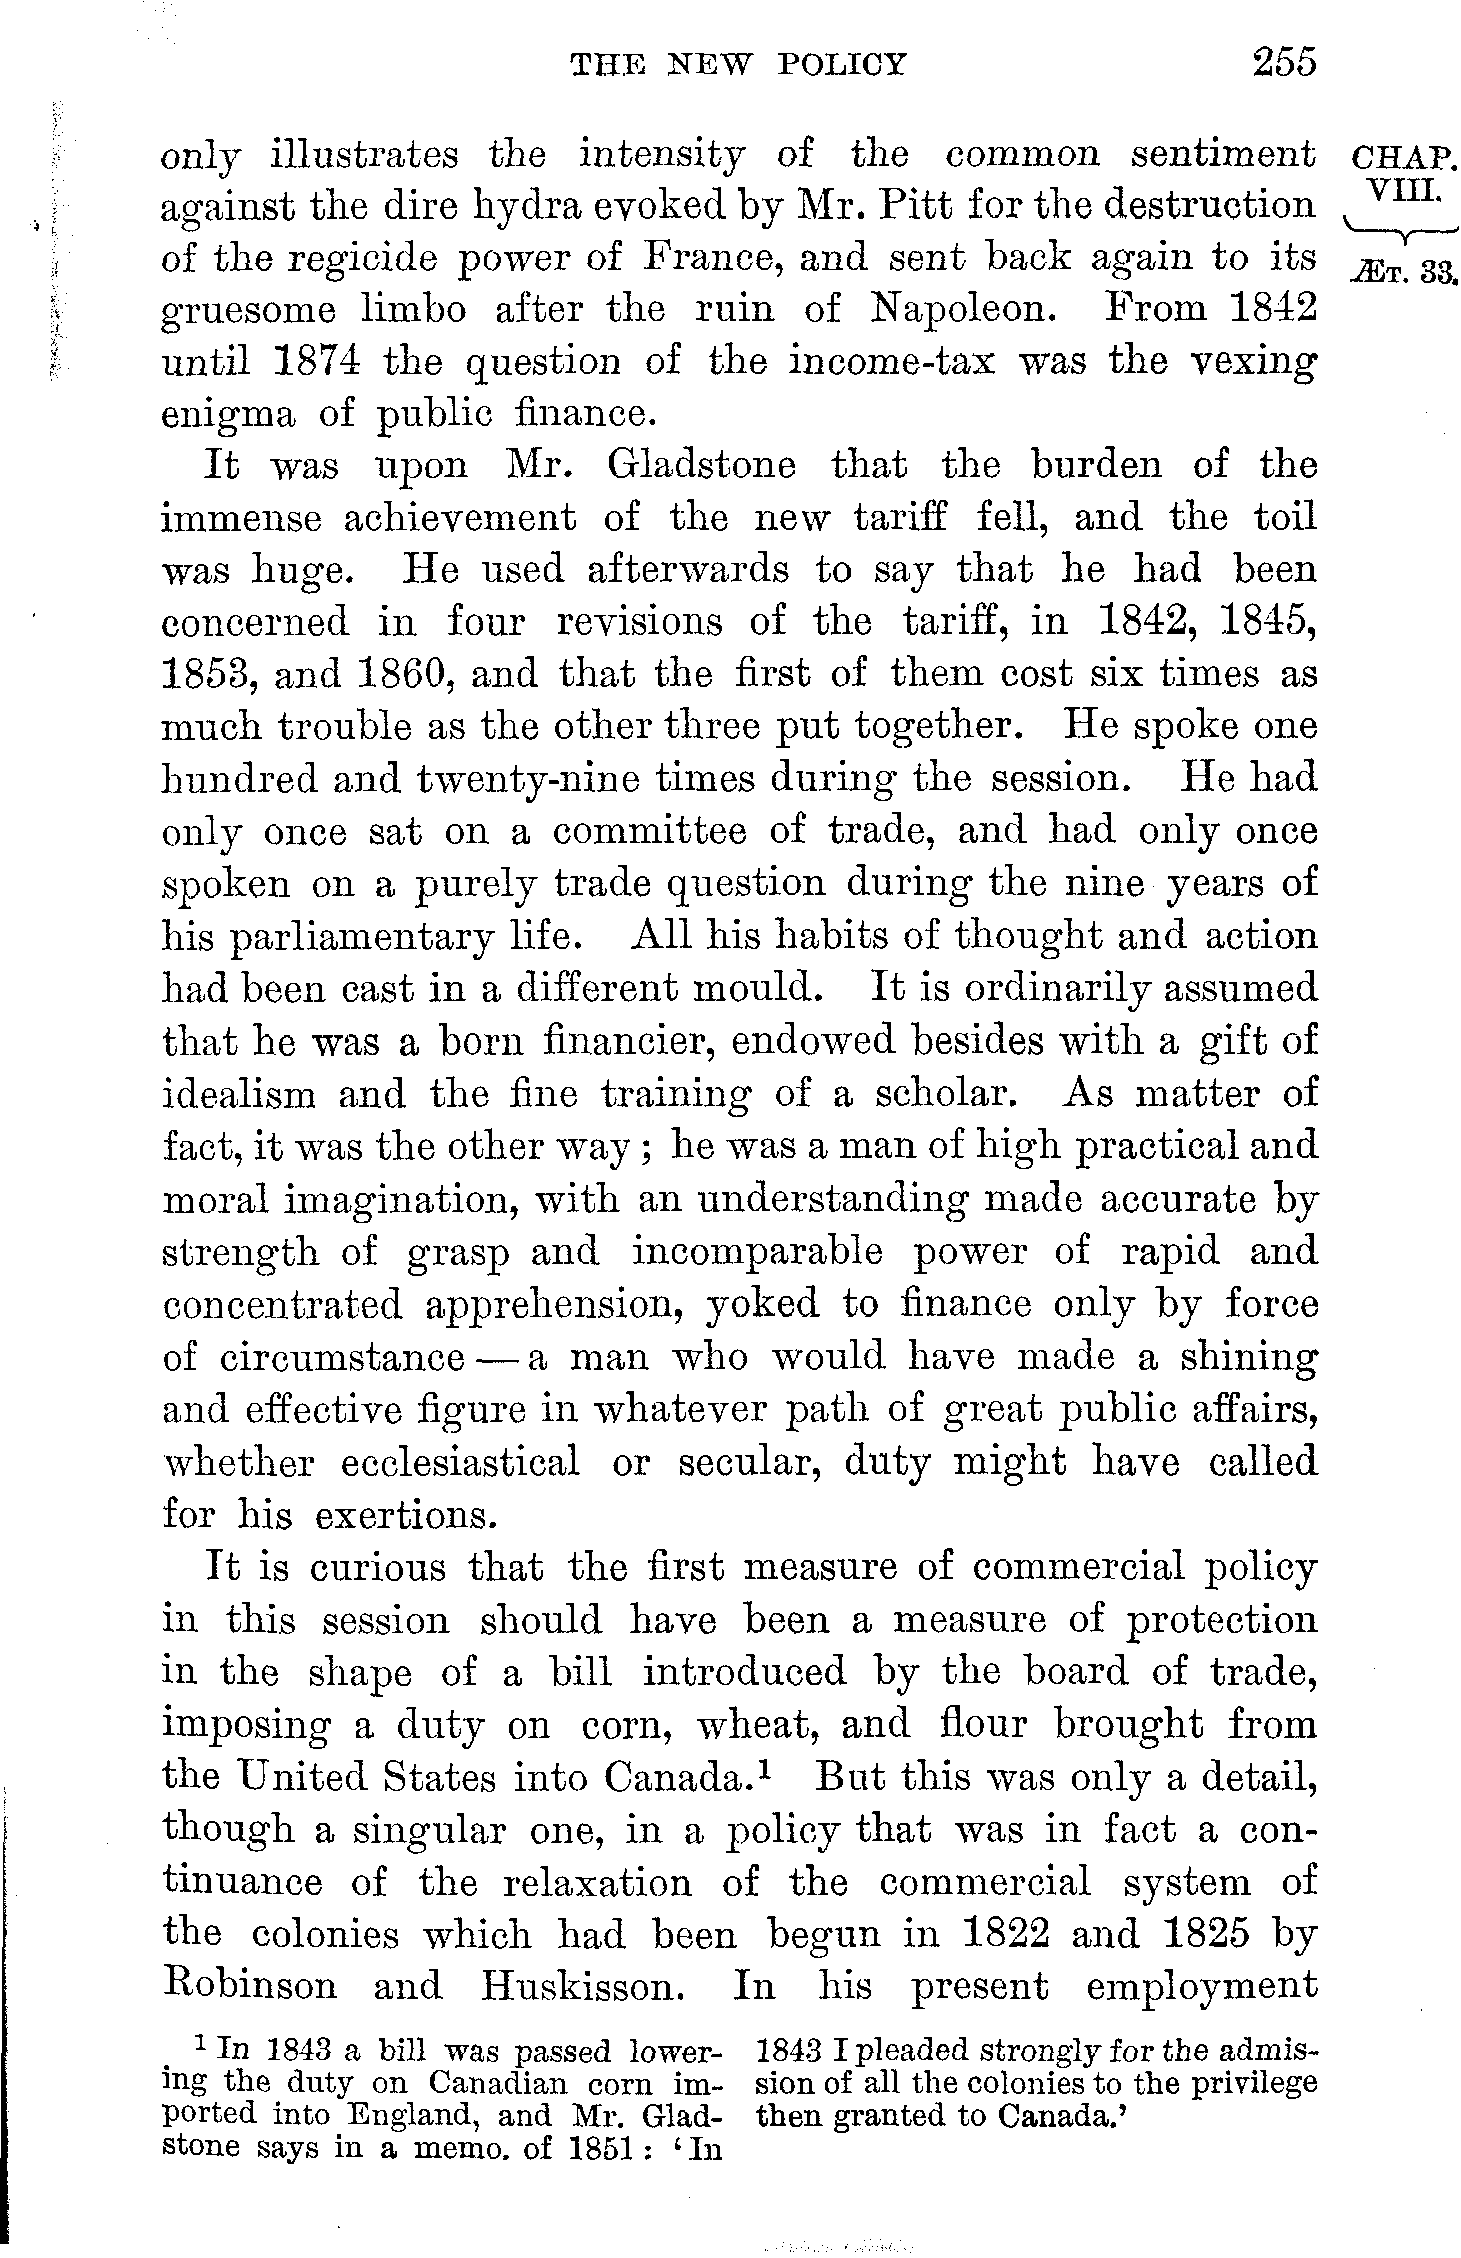 THE NEW POLICY 255
CHAP.
VIII.
ÆT. 33.
only illustrates the intensity of the common sentiment
against the dire hydra evoked by Mr. Pitt for the destruction
of the regicide power of France, and sent back again to its
gruesome limbo after the ruin of Napoleon. From 1842
until 1874 the question of the income-tax was the vexing
enigma of public finance.
It was upon Mr. Gladstone that the burden of the
immense achievement of the new tariff fell, and the toil
was huge. He used afterwards to say that he had been
concerned in four revisions of the tariff, in 1842, 1845,
1853, and 1860, and that the first of them cost six times as
much trouble as the other three put together. He spoke one
hundred and twenty-nine times during the session. He had
only once sat on a committee of trade, and had only once
spoken on a purely trade question during the nine years of
his parliamentary life. All his habits of thought and action
had been cast in a different mould. It is ordinarily assumed
that he was a born financier, endowed besides with a gift of
idealism and the fine training of a scholar. As matter of
fact, it was the other way; he was a man of high practical and
moral imagination, with an understanding made accurate by
strength of grasp and incomparable power of rapid and
concentrated apprehension, yoked to finance only by force
of circumstance — a man who would have made a shining
and effective figure in whatever path of great public affairs,
whether ecclesiastical or secular, duty might have called
for his exertions.
It is curious that the first measure of commercial policy
in this session should have been a measure of protection
in the shape of a bill introduced by the board of trade,
imposing a duty on corn, wheat, and flour brought from
the United States into Canada.¹ But this was only a detail,
though a singular one, in a policy that was in fact a con-
tinuance of the relaxation of the commercial system of
the colonies which had been begun in 1822 and 1825 by
Robinson and Huskisson. In his present employment
¹ In 1843 a bill was passed lower-
ing the duty on Canadian corn im-
ported into England, and Mr. Glad-
stone says in a memo. of 1851: ‘In
1843 I pleaded strongly for the admis-
sion of all the colonies to the privilege
then granted to Canada.’